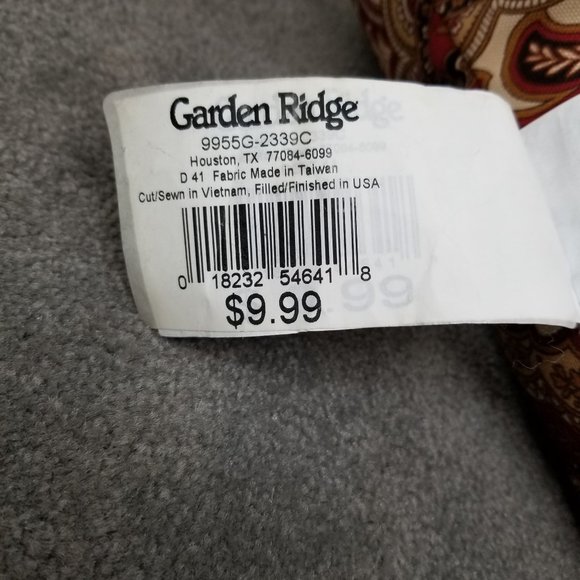 Garden Ridge
9955G-2339C
Houston, TX 77084-6099
D 41 Fabric Made in Taiwan
Cut/Sewn in Vietnam, Filled/Finished in USA
0 18232 54641 8
$9.99